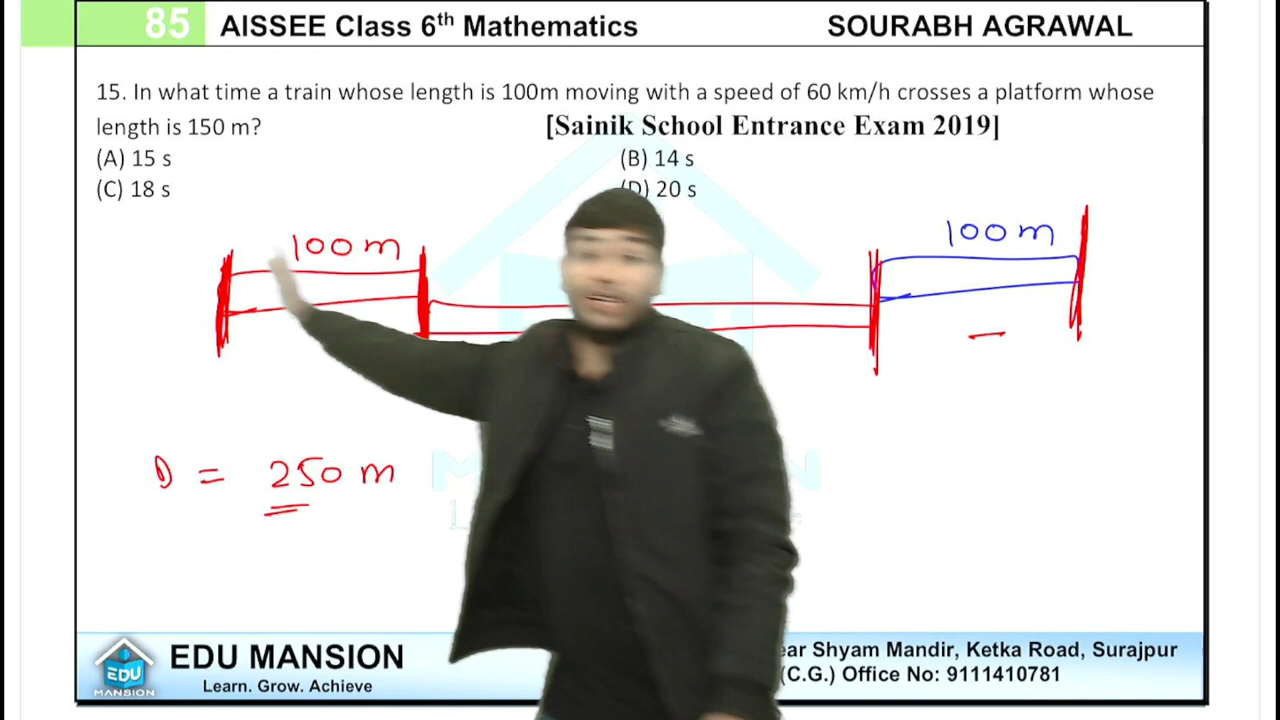 85 AISSEE Class 6th Mathematics SOURABH AGRAWAL
15. In what time a train whose length is 100m moving with a speed of 60 km/h crosses a platform whose
length is 150 m? [Sainik School Entrance Exam 2019]
(A) 15 s (B) 14 s
(C) 18 s (D) 20 s
100 m 100 m
D = 250 m
EDU MANSION
Learn. Grow. Achieve
EDU
MANSION
Shyam Mandir, Ketka Road, Surajpur
(C.G.) Office No: 9111410781